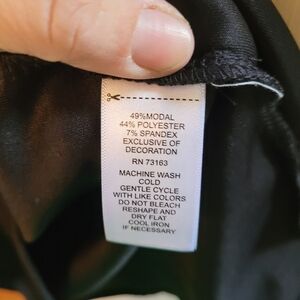 49%MODAL
44% POLYESTER
7% SPANDEX
EXCLUSIVE OF
DECORATION
RN 73163
MACHINE WASH
COLD
GENTLE CYCLE
WITH LIKE COLORS
DO NOT BLEACH
RESHAPE AND
DRY FLAT
COOL IRON
IF NECESSARY